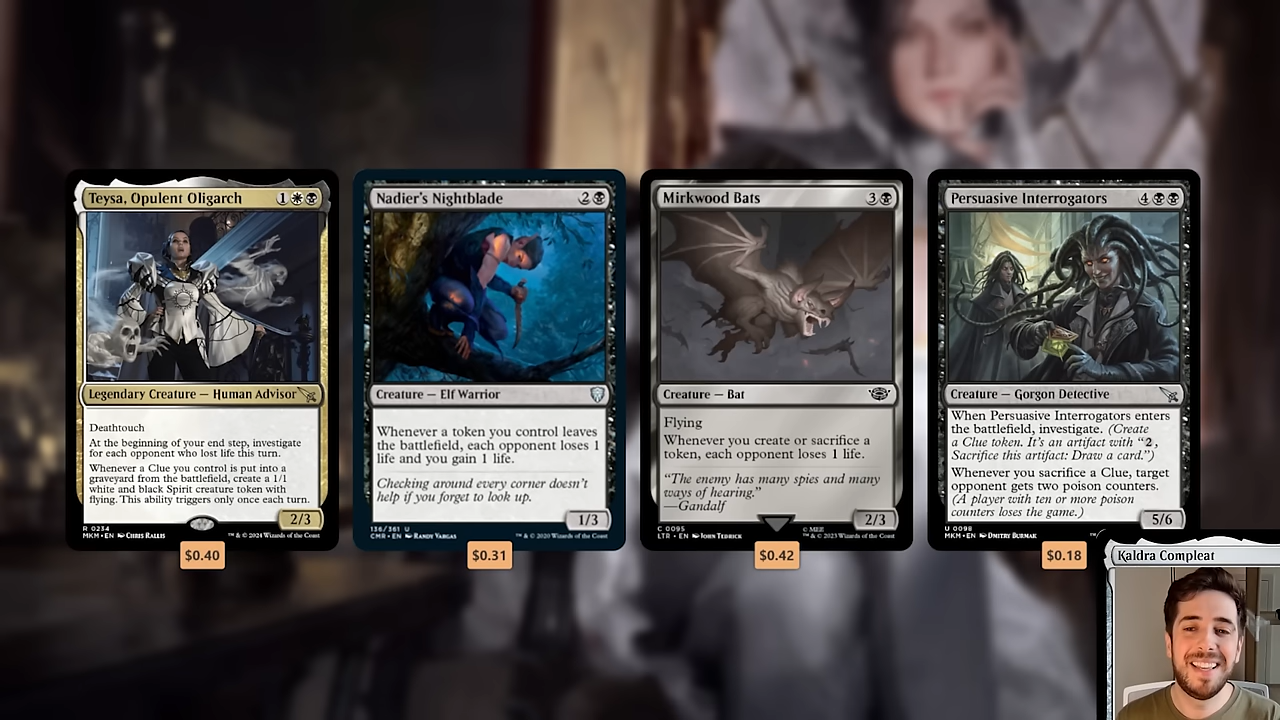 Teysa, Opulent Oligarch 1
Legendary Creature — Human Advisor
Deathtouch
At the beginning of your end step, investigate
for each opponent who lost life this turn.
Whenever a Clue you control is put into a
graveyard from the battlefield, create a 1/1
white and black Spirit creature token with
flying. This ability triggers only once each turn.
2/3
R 0234
MKM • EN CHRIS RALLIS ™ & © 2024 Wizards of the Coast
$0.40
Nadier's Nightblade 2
Creature — Elf Warrior
Whenever a token you control leaves
the battlefield, each opponent loses 1
life and you gain 1 life.
Checking around every corner doesn't
help if you forget to look up.
1/3
136/361 U
CMR • EN RANDY VARGAS ™ & © 2020 Wizards of the Coast
$0.31
Mirkwood Bats 3
Creature — Bat
Flying
Whenever you create or sacrifice a
token, each opponent loses 1 life.
"The enemy has many spies and many
ways of hearing."
—Gandalf
2/3
C 0095 © MEE
LTR • EN JOHN TEDRICK ™ & © 2023 Wizards of the Coast
$0.42
Persuasive Interrogators 4
Creature — Gorgon Detective
When Persuasive Interrogators enters
the battlefield, investigate. (Create
a Clue token. It's an artifact with "2,
Sacrifice this artifact: Draw a card.")
Whenever you sacrifice a Clue, target
opponent gets two poison counters.
(A player with ten or more poison
counters loses the game.)
5/6
U 0098
MKM • EN DMITRY BURMAK ™
$0.18
Kaldra Compleat